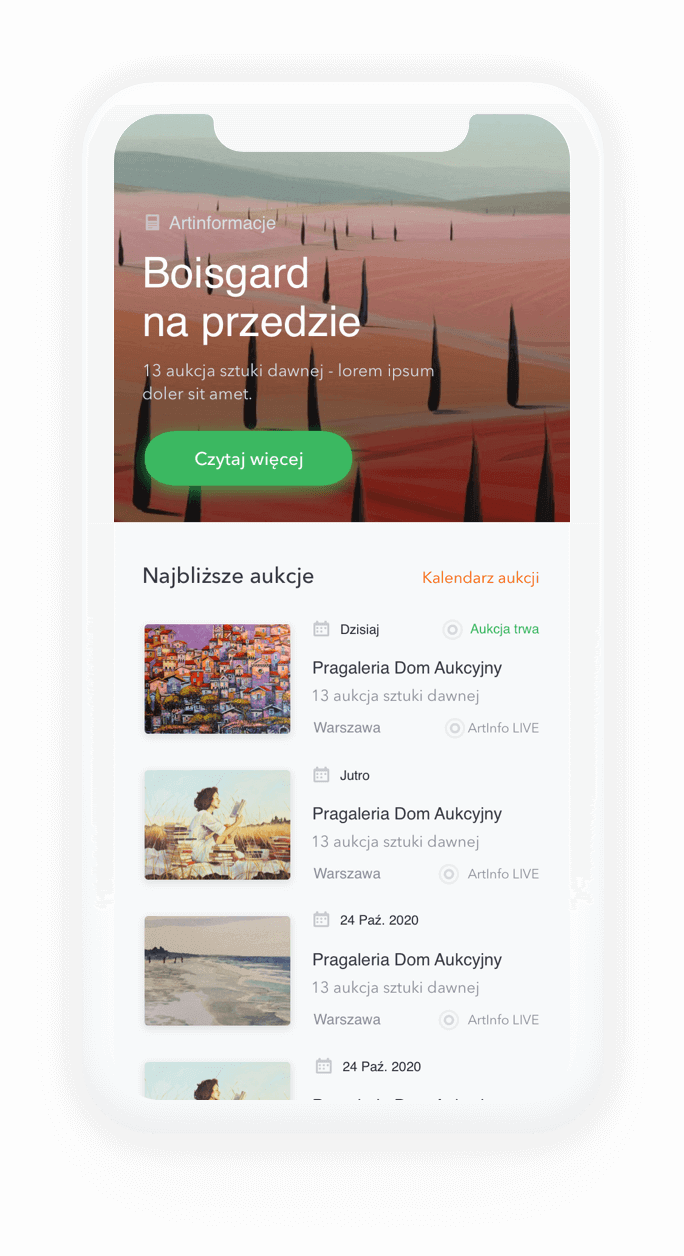 Artinformacje
Boisgard
na przedzie
13 aukcja sztuki dawnej - lorem ipsum
doler sit amet.
Czytaj więcej
Najbliższe aukcje
Kalendarz aukcji
Dzisiaj
Aukcja trwa
Pragaleria Dom Aukcyjny
13 aukcja sztuki dawnej
Warszawa
ArtInfo LIVE
Jutro
Pragaleria Dom Aukcyjny
13 aukcja sztuki dawnej
Warszawa
ArtInfo LIVE
24 Paź. 2020
Pragaleria Dom Aukcyjny
13 aukcja sztuki dawnej
Warszawa
ArtInfo LIVE
24 Paź. 2020